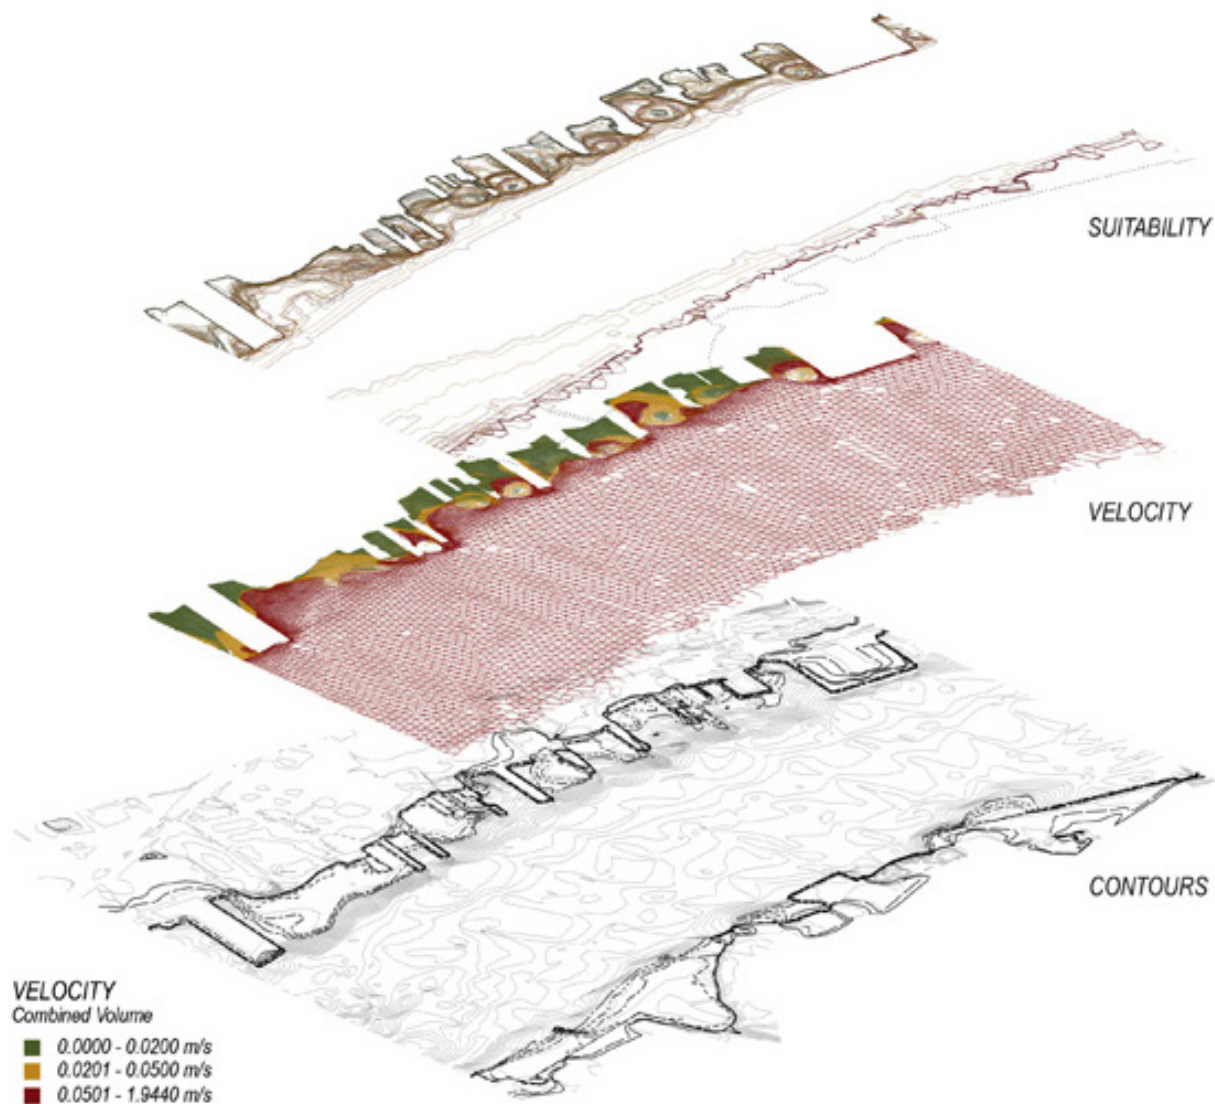 SUITABILITY
VELOCITY
CONTOURS
VELOCITY
Combined Volume
0.0000 - 0.0200 m/s
0.0201 - 0.0500 m/s
0.0501 - 1.9440 m/s